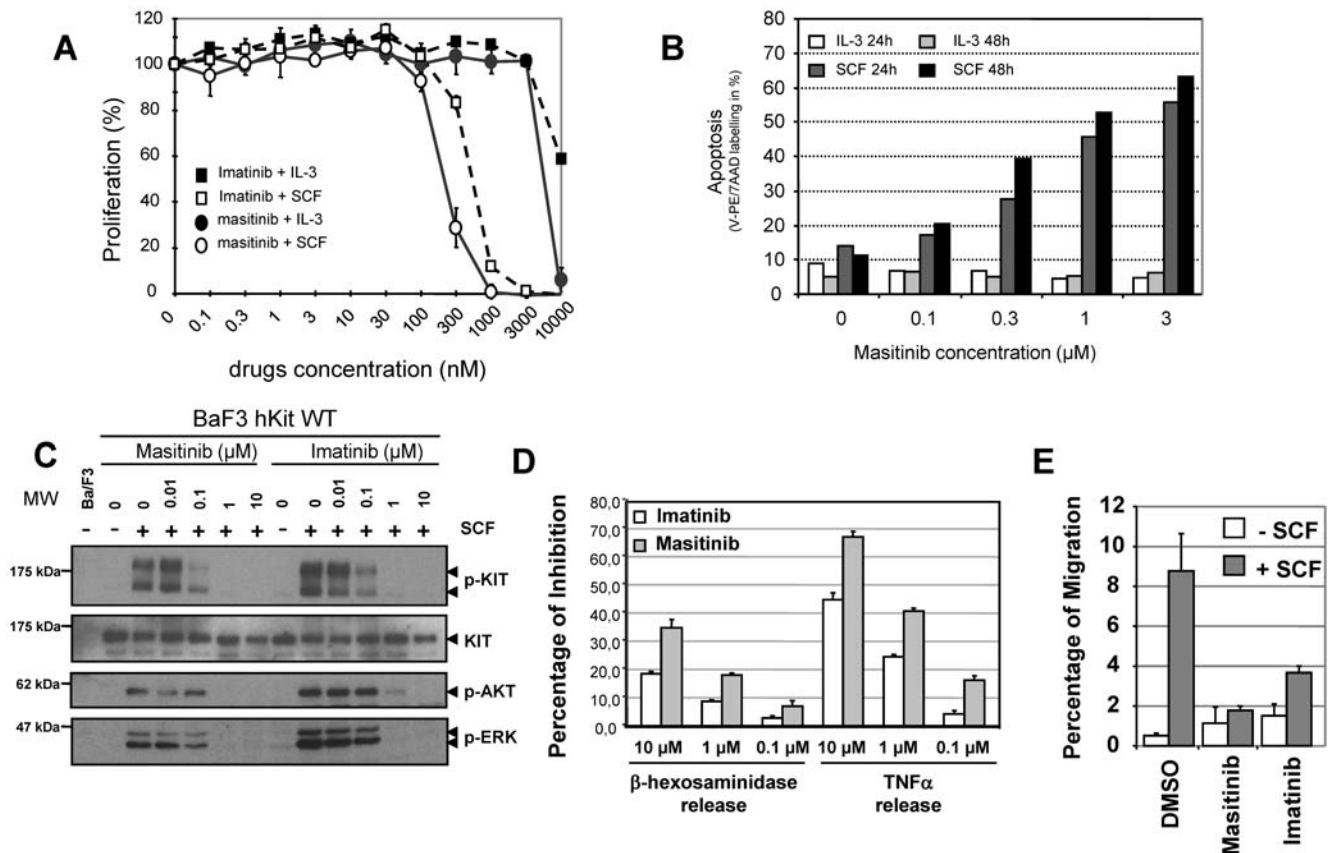 A
120
100
80
60
40
20
0
Proliferation (%)
Imatinib + IL-3
Imatinib + SCF
masitinib + IL-3
masitinib + SCF
0 0.1 0.3 1 3 10 30 100 300 1000 3000 10000
drugs concentration (nM)
B
80
70
60
50
40
30
20
10
0
Apoptosis
(V-PE/7AAD labelling in %)
IL-3 24h IL-3 48h
SCF 24h SCF 48h
0 0.1 0.3 1 3
Masitinib concentration (µM)
C
BaF3 hKit WT
Masitinib (µM) Imatinib (µM)
MW Ba/F3 0 0 0.01 0.1 1 10 0 0 0.01 0.1 1 10
– – + + + + + – + + + + + SCF
175 kDa
p-KIT
175 kDa
KIT
62 kDa
p-AKT
47 kDa
p-ERK
D
Percentage of Inhibition
80,0
70,0
60,0
50,0
40,0
30,0
20,0
10,0
0,0
Imatinib
Masitinib
10 µM 1 µM 0.1 µM 10 µM 1 µM 0.1 µM
β-hexosaminidase
release
TNFα
release
E
Percentage of Migration
12
10
8
6
4
2
0
- SCF
+ SCF
DMSO
Masitinib
Imatinib